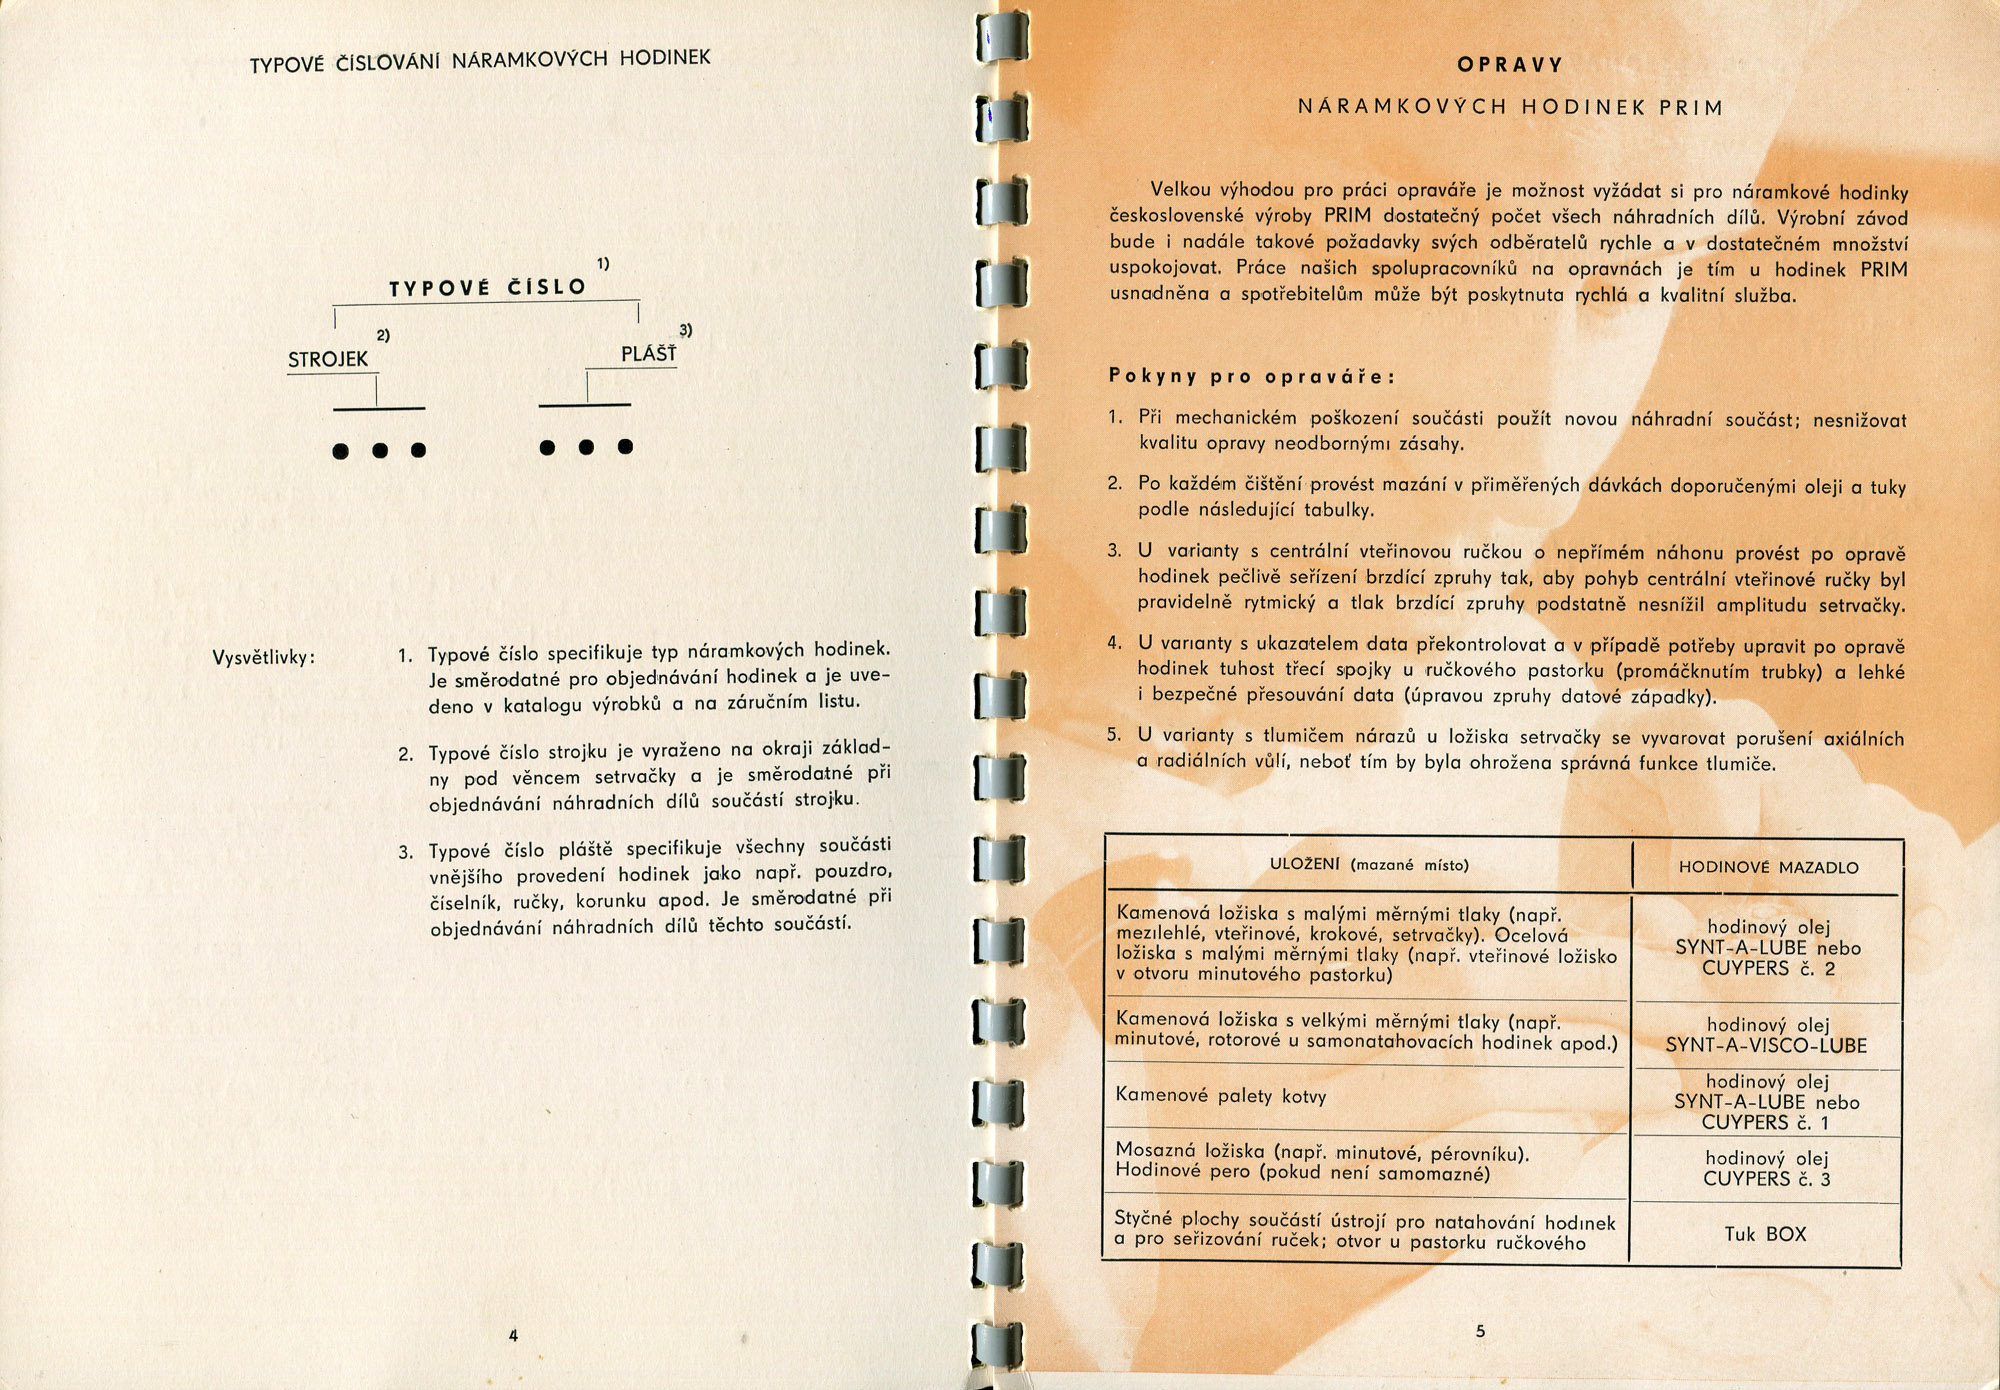 TYPOVÉ ČÍSLOVÁNÍ NÁRAMKOVÝCH HODINEK
TYPOVÉ ČÍSLO 1)
STROJEK 2)
PLÁŠŤ 3)
Vysvětlivky:
1. Typové číslo specifikuje typ náramkových hodinek.
Je směrodatné pro objednávání hodinek a je uve-
deno v katalogu výrobků a na záručním listu.
2. Typové číslo strojku je vyraženo na okraji základ-
ny pod věncem setrvačky a je směrodatné při
objednávání náhradních dílů součástí strojku.
3. Typové číslo pláště specifikuje všechny součásti
vnějšího provedení hodinek jako např. pouzdro,
číselník, ručky, korunku apod. Je směrodatné při
objednávání náhradních dílů těchto součástí.
4
OPRAVY
NÁRAMKOVÝCH HODINEK PRIM
Velkou výhodou pro práci opraváře je možnost vyžádat si pro náramkové hodinky
československé výroby PRIM dostatečný počet všech náhradních dílů. Výrobní závod
bude i nadále takové požadavky svých odběratelů rychle a v dostatečném množství
uspokojovat. Práce našich spolupracovníků na opravnách je tím u hodinek PRIM
usnadněna a spotřebitelům může být poskytnuta rychlá a kvalitní služba.
Pokyny pro opraváře:
1. Při mechanickém poškození součásti použít novou náhradní součást; nesnižovat
kvalitu opravy neodbornými zásahy.
2. Po každém čištění provést mazání v přiměřených dávkách doporučenými oleji a tuky
podle následující tabulky.
3. U varianty s centrální vteřinovou ručkou o nepřímém náhonu provést po opravě
hodinek pečlivě seřízení brzdící zpruhy tak, aby pohyb centrální vteřinové ručky byl
pravidelně rytmický a tlak brzdící zpruhy podstatně nesnížil amplitudu setrvačky.
4. U varianty s ukazatelem data překontrolovat a v případě potřeby upravit po opravě
hodinek tuhost třecí spojky u ručkového pastorku (promáčknutím trubky) a lehké
i bezpečné přesouvání data (úpravou zpruhy datové západky).
5. U varianty s tlumičem nárazů u ložiska setrvačky se vyvarovat porušení axiálních
a radiálních vůlí, neboť tím by byla ohrožena správná funkce tlumiče.
ULOŽENÍ (mazané místo)
HODINOVÉ MAZADLO
Kamenová ložiska s malými měrnými tlaky (např.
mezilehlé, vteřinové, krokové, setrvačky). Ocelová
ložiska s malými měrnými tlaky (např. vteřinové ložisko
v otvoru minutového pastorku)
hodinový olej
SYNT-A-LUBE nebo
CUYPERS č. 2
Kamenová ložiska s velkými měrnými tlaky (např.
minutové, rotorové u samonatahovacích hodinek apod.)
hodinový olej
SYNT-A-VISCO-LUBE
Kamenové palety kotvy
hodinový olej
SYNT-A-LUBE nebo
CUYPERS č. 1
Mosazná ložiska (např. minutové, pérovníku).
Hodinové pero (pokud není samomazné)
hodinový olej
CUYPERS č. 3
Styčné plochy součástí ústrojí pro natahování hodinek
a pro seřizování ruček; otvor u pastorku ručkového
Tuk BOX
5